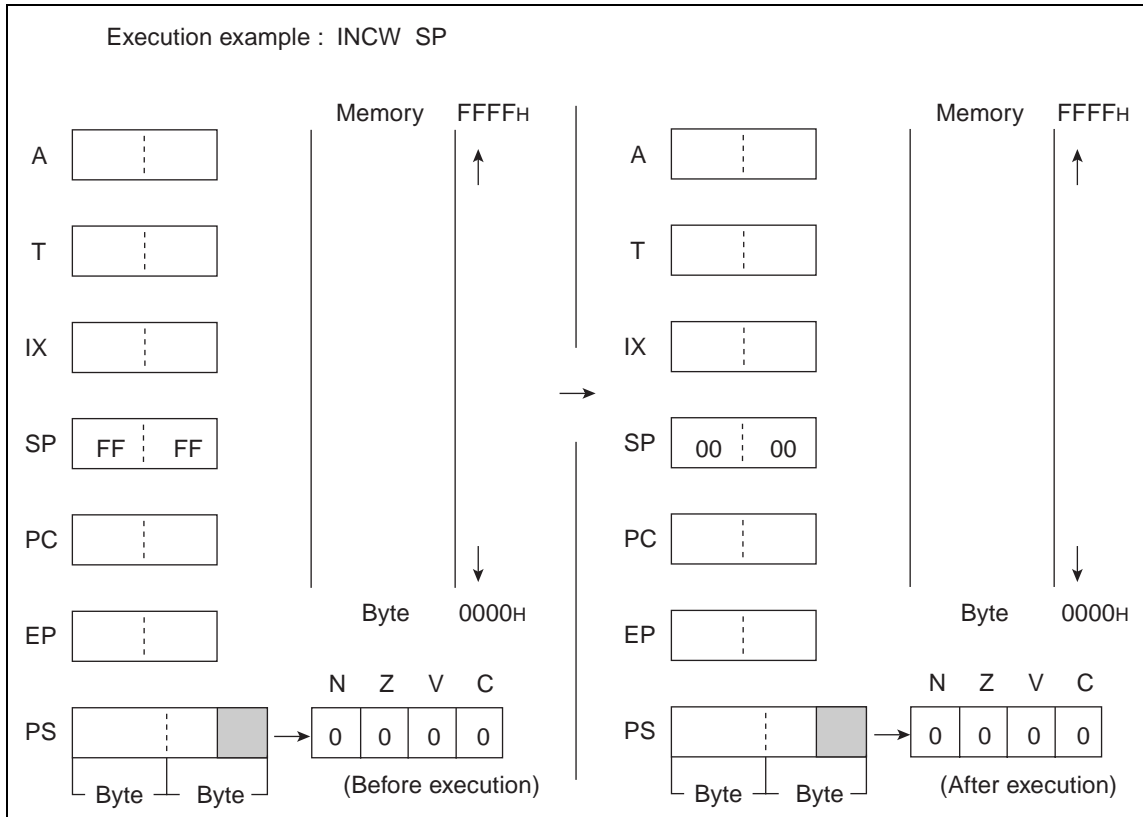 Execution example : INCW SP
Memory FFFFH
A
T
IX
SP FF FF
PC
Byte 0000H
EP
N Z V C
PS 0 0 0 0
Byte Byte (Before execution)
Memory FFFFH
A
T
IX
SP 00 00
PC
Byte 0000H
EP
N Z V C
PS 0 0 0 0
Byte Byte (After execution)